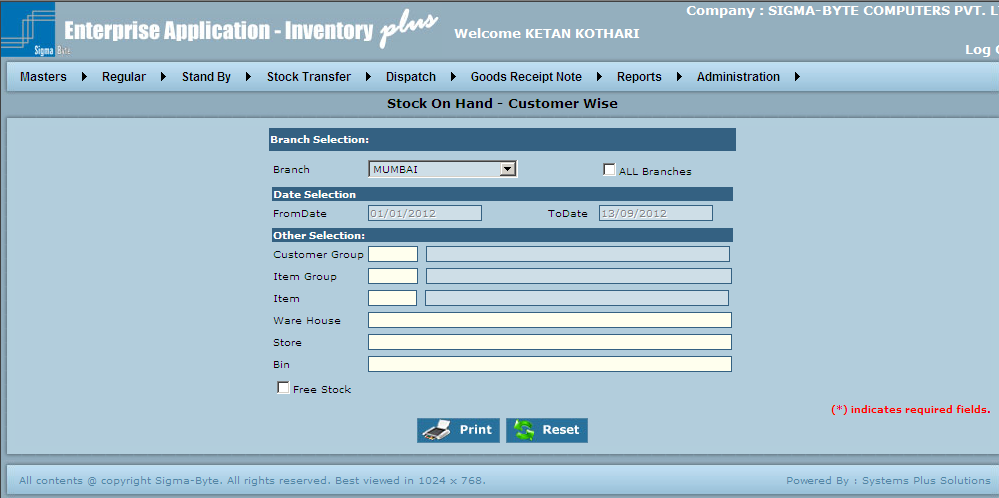 Company : SIGMA-BYTE COMPUTERS PVT. L
Sigma Byte
Enterprise Application - Inventory plus
Welcome KETAN KOTHARI
Log
Masters Regular Stand By Stock Transfer Dispatch Goods Receipt Note Reports Administration
Stock On Hand - Customer Wise
Branch Selection:
Branch MUMBAI ALL Branches
Date Selection
FromDate 01/01/2012 ToDate 13/09/2012
Other Selection:
Customer Group
Item Group
Item
Ware House
Store
Bin
Free Stock
(*) indicates required fields.
Print Reset
All contents @ copyright Sigma-Byte. All rights reserved. Best viewed in 1024 x 768.
Powered By : Systems Plus Solutions